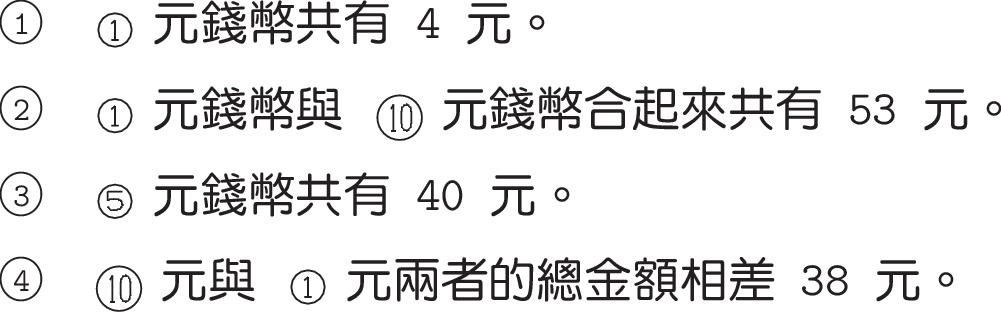 ① ① 元錢幣共有 4 元。
② ① 元錢幣與 ⑩ 元錢幣合起來共有 53 元。
③ ⑤ 元錢幣共有 40 元。
④ ⑩ 元與 ① 元兩者的總金額相差 38 元。